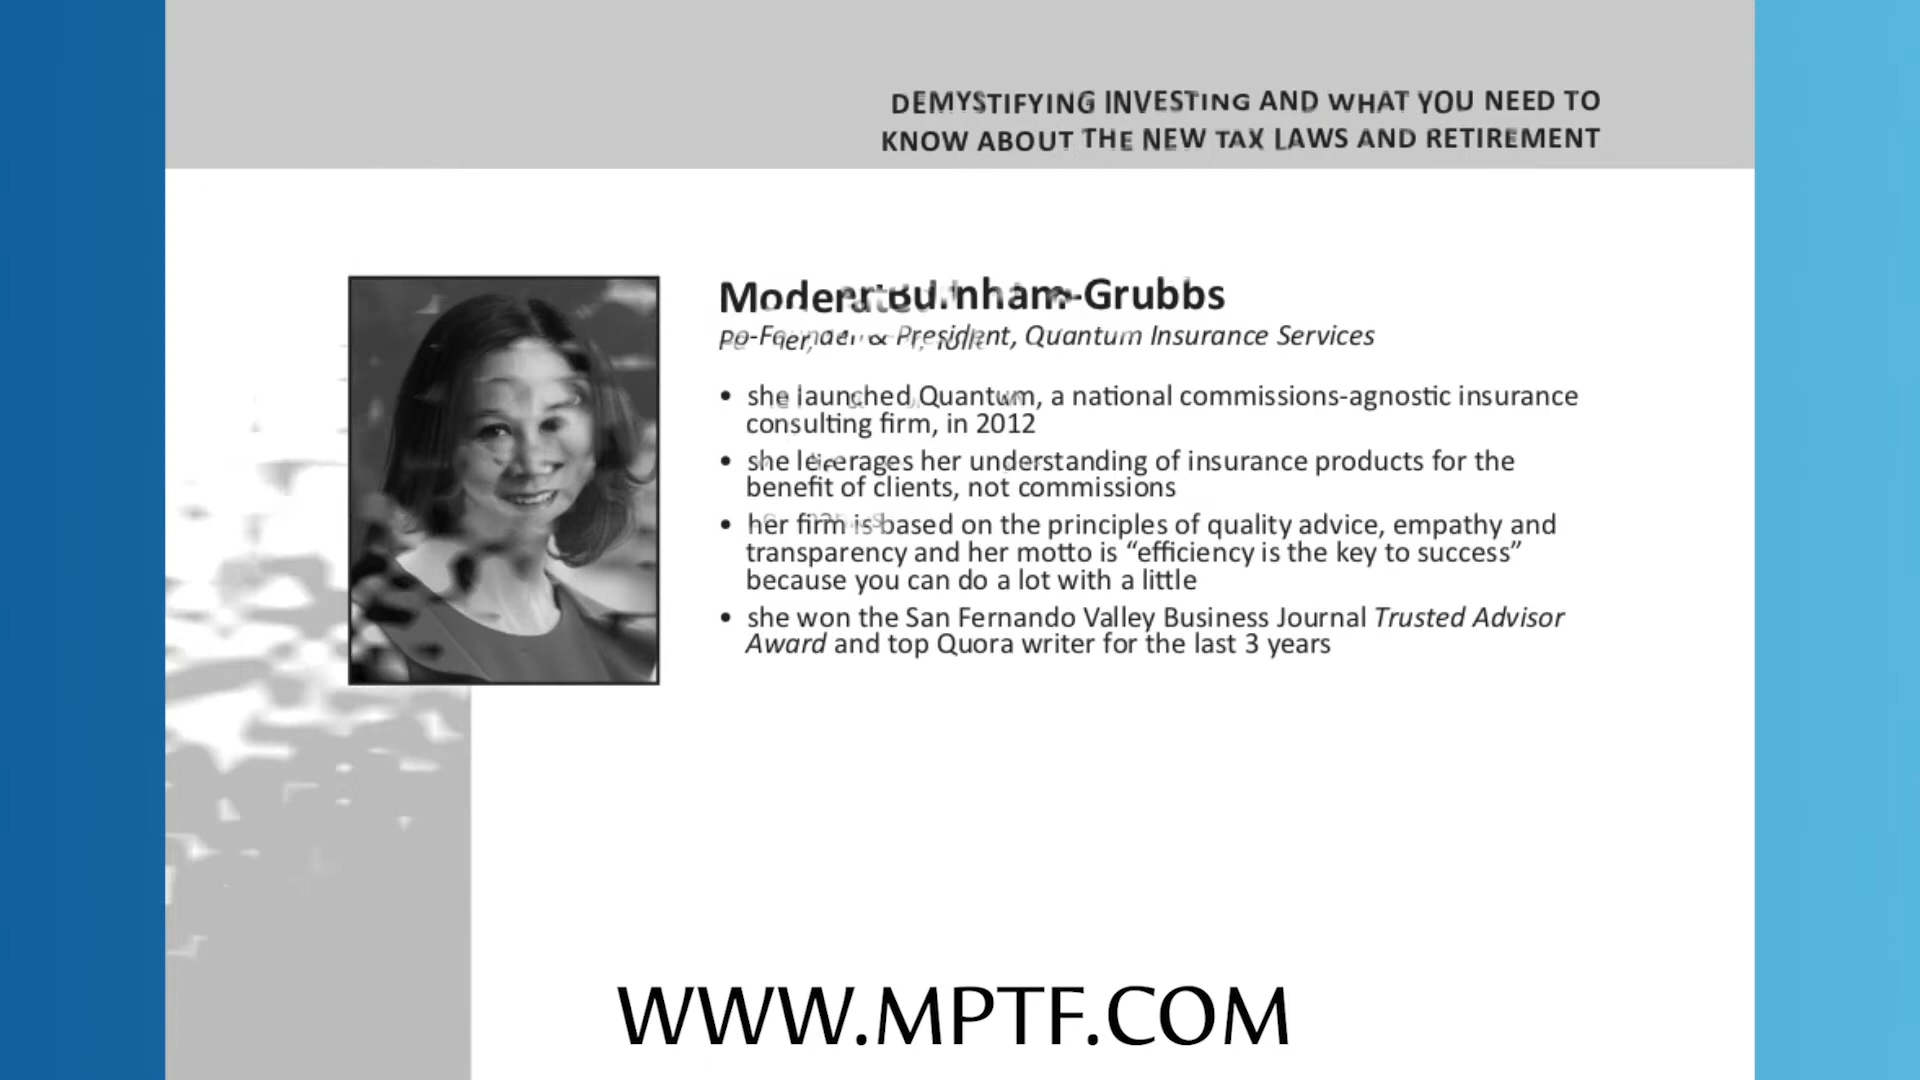 DEMYSTIFYING INVESTING AND WHAT YOU NEED TO
KNOW ABOUT THE NEW TAX LAWS AND RETIREMENT
Burnham-Grubbs
& President, Quantum Insurance Services
• she launched Quantum, a national commissions-agnostic insurance
consulting firm, in 2012
• she leverages her understanding of insurance products for the
benefit of clients, not commissions
• her firm is based on the principles of quality advice, empathy and
transparency and her motto is “efficiency is the key to success”
because you can do a lot with a little
• she won the San Fernando Valley Business Journal Trusted Advisor
Award and top Quora writer for the last 3 years
WWW.MPTF.COM